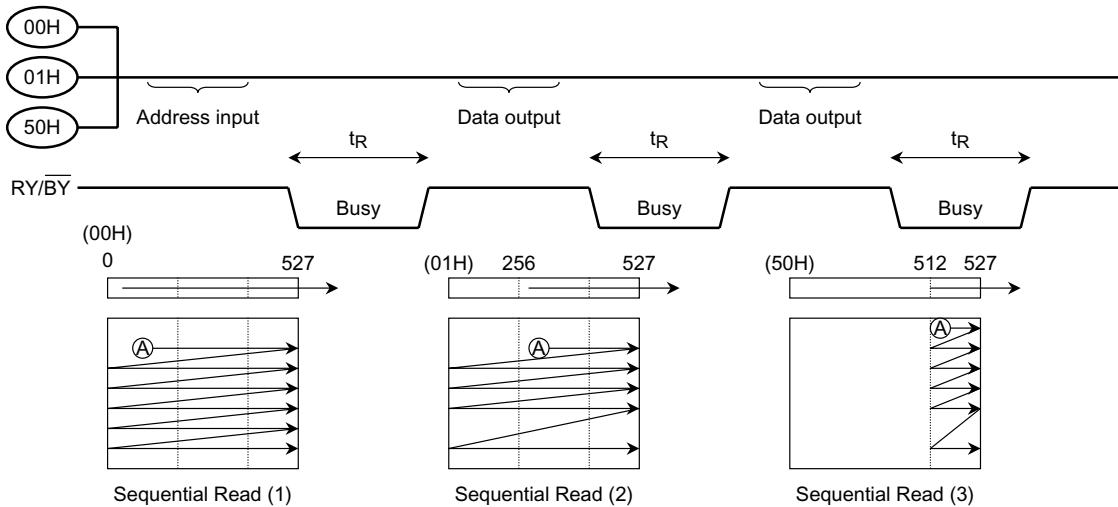 00H
01H
50H
Address input
Data output
Data output
tR
tR
tR
RY/BY
Busy
Busy
Busy
(00H)
0
527
(01H)
256
527
(50H)
512
527
A
A
A
Sequential Read (1)
Sequential Read (2)
Sequential Read (3)